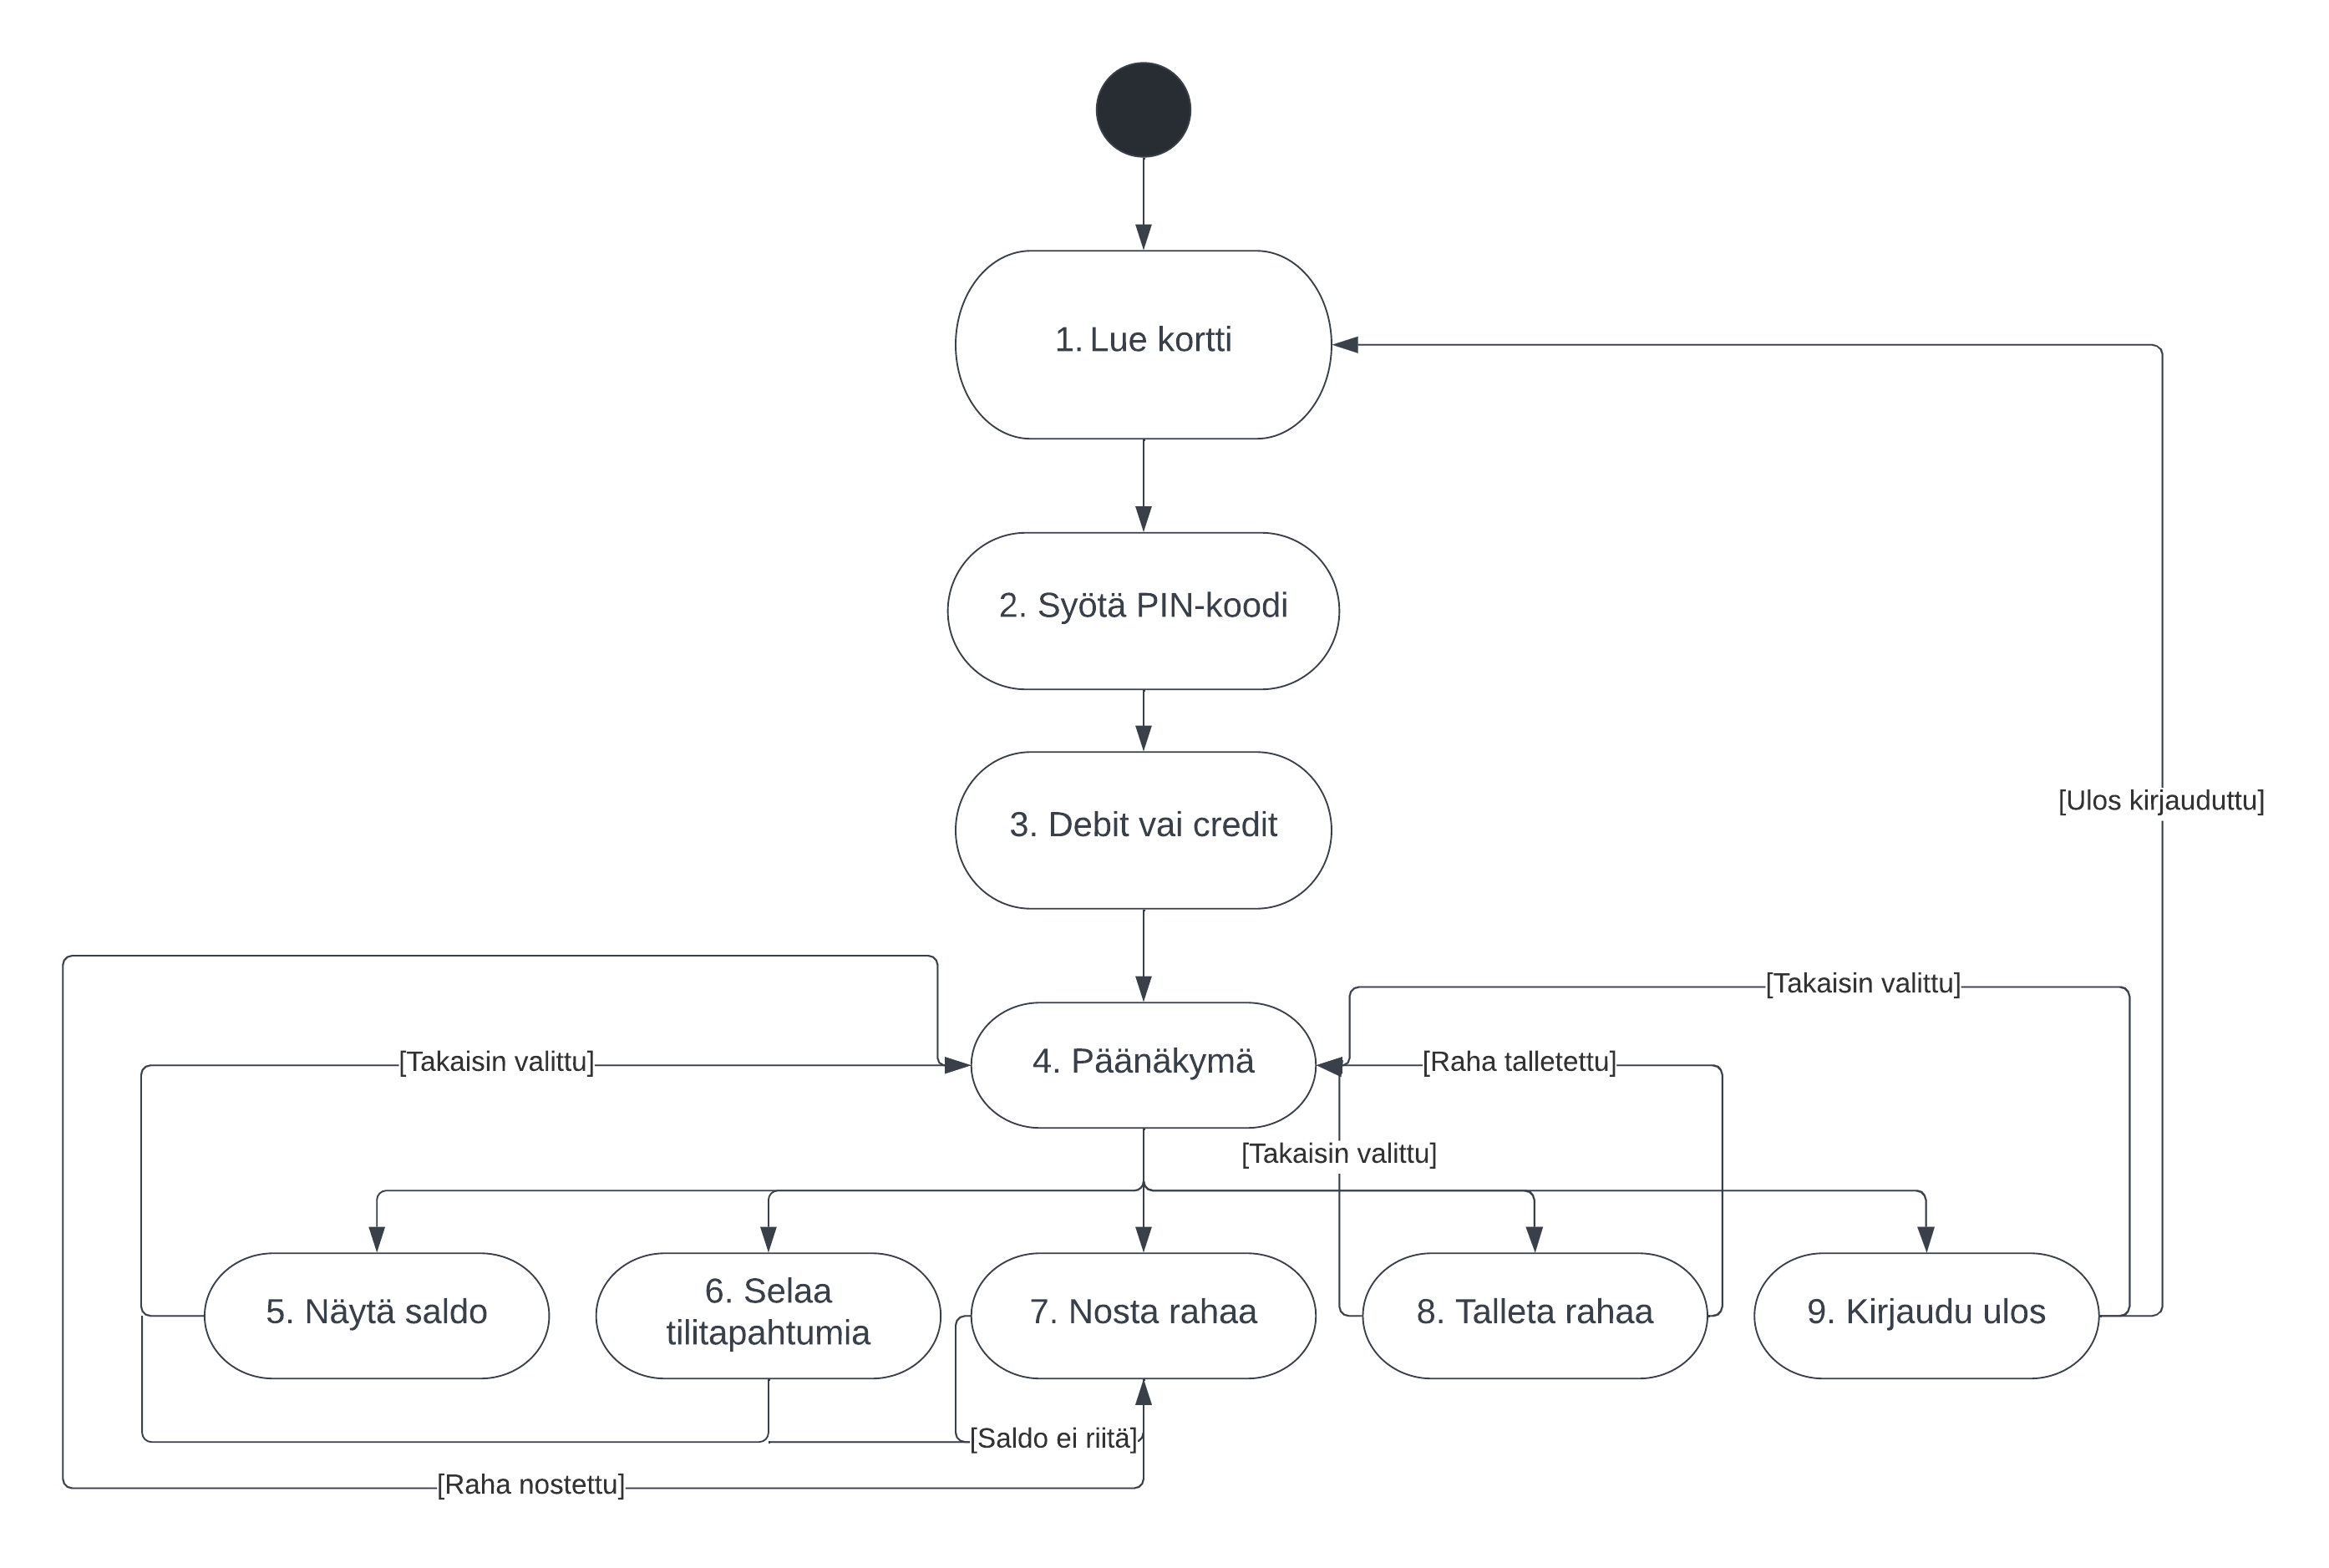 1. Lue kortti
2. Syötä PIN-koodi
3. Debit vai credit
[Ulos kirjauduttu]
[Takaisin valittu]
[Takaisin valittu]
4. Päänäkymä
[Raha talletettu]
[Takaisin valittu]
5. Näytä saldo
6. Selaa
tilitapahtumia
7. Nosta rahaa
8. Talleta rahaa
9. Kirjaudu ulos
[Saldo ei riitä]
[Raha nostettu]